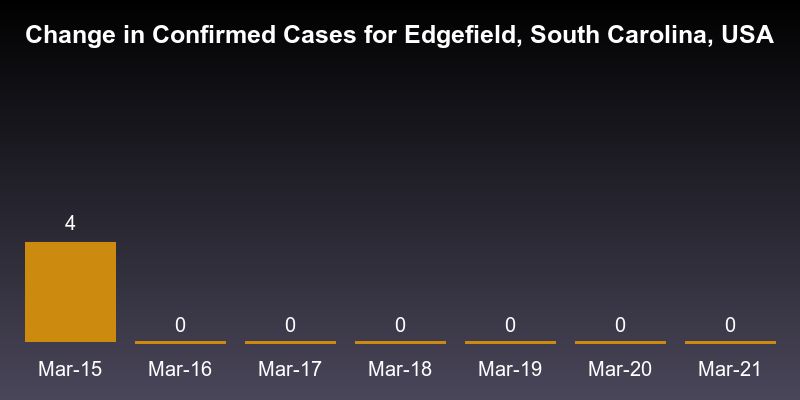 Change in Confirmed Cases for Edgefield, South Carolina, USA
4
0 0 0 0 0 0
Mar-15 Mar-16 Mar-17 Mar-18 Mar-19 Mar-20 Mar-21